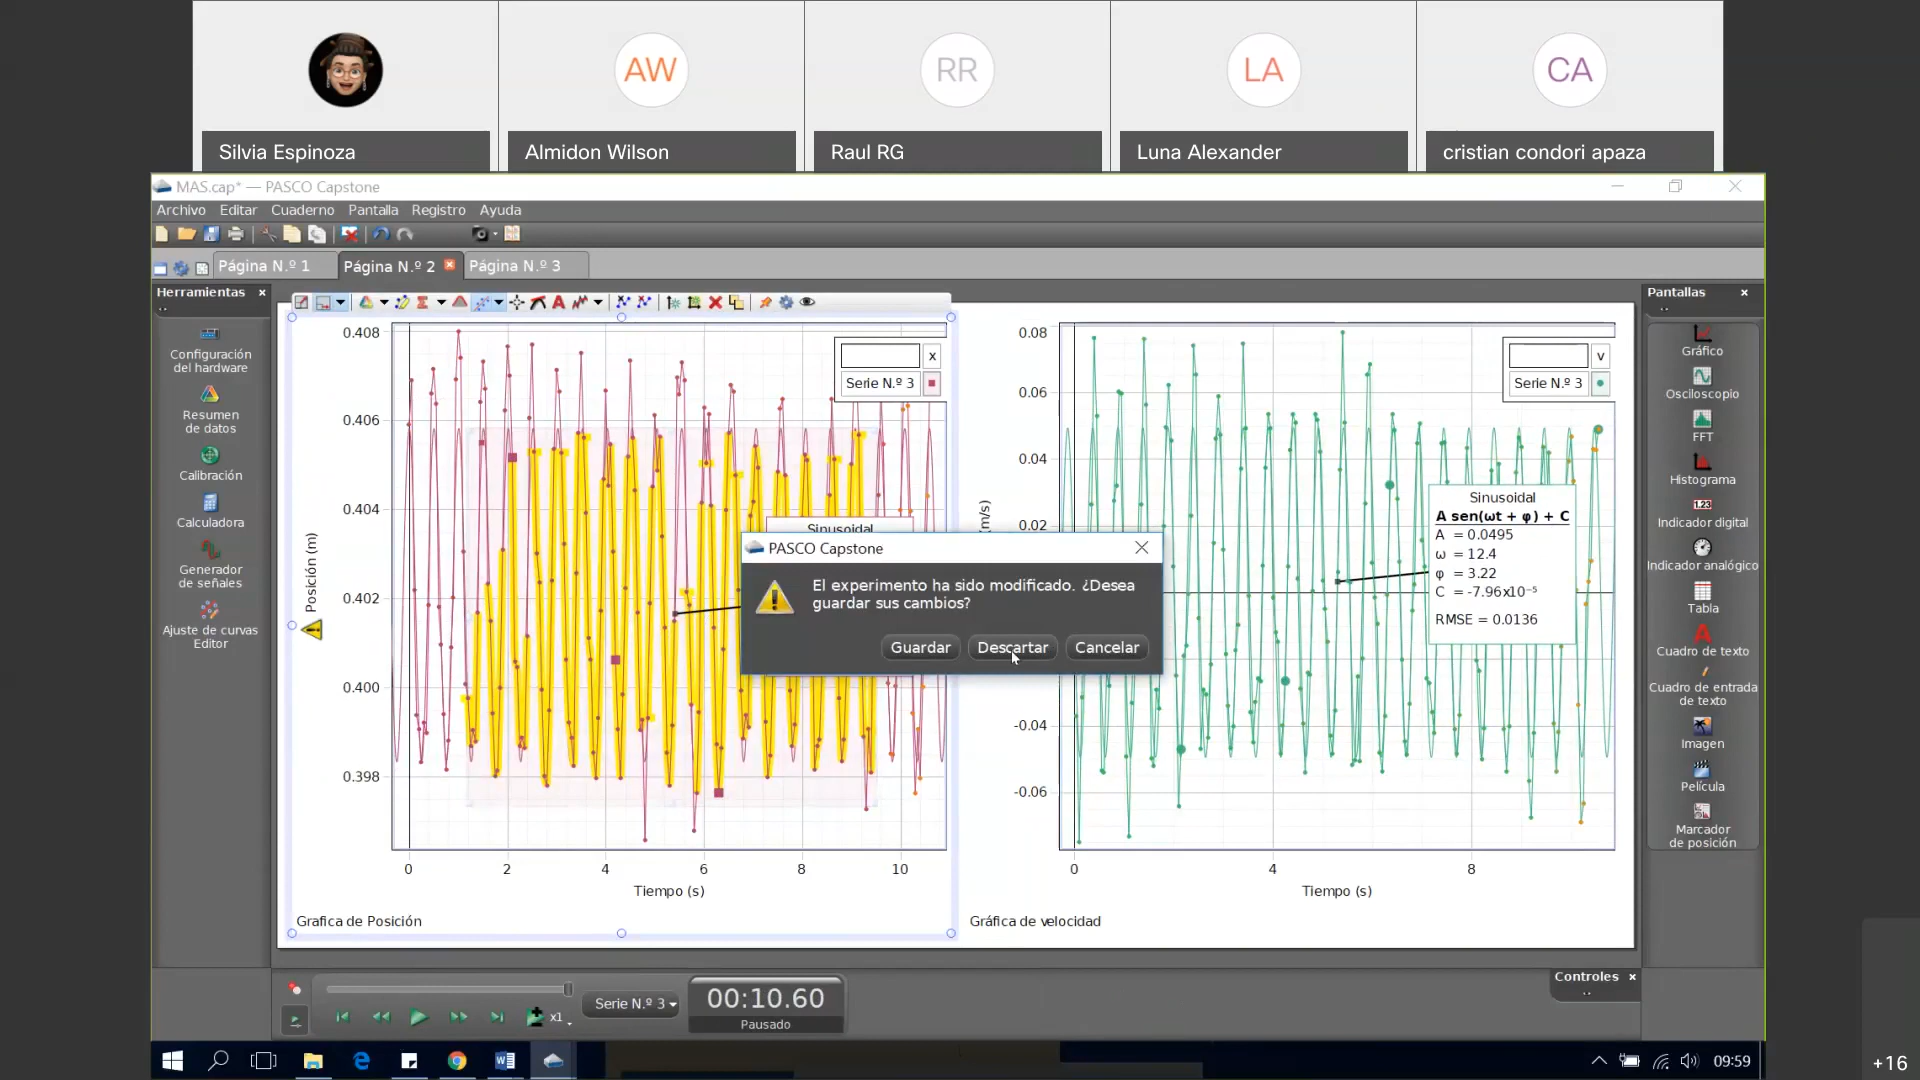 AW
RR
LA
CA
Silvia Espinoza
Almidon Wilson
Raul RG
Luna Alexander
cristian condori apaza
MAS.cap* — PASCO Capstone
Archivo Editar Cuaderno Pantalla Registro Ayuda
Página N.º 1
Página N.º 2
Página N.º 3
Herramientas
Configuración
del hardware
Resumen
de datos
Calibración
Calculadora
Generador
de señales
Ajuste de curvas
Editor
0.408
0.406
0.404
0.402
0.400
0.398
Posición (m)
x
Serie N.º 3
Sinusoidal
0 2 4 6 8 10
Tiempo (s)
Grafica de Posición
0.08
0.06
0.04
0.02
-0.04
-0.06
(m/s)
v
Serie N.º 3
Sinusoidal
A sen(ωt + φ) + C
A = 0.0495
ω = 12.4
φ = 3.22
C = -7.96x10⁻⁵
RMSE = 0.0136
0 4 8
Tiempo (s)
Gráfica de velocidad
PASCO Capstone
El experimento ha sido modificado. ¿Desea
guardar sus cambios?
Guardar
Descartar
Cancelar
Pantallas
Gráfico
Osciloscopio
FFT
Histograma
1.23
Indicador digital
Indicador analógico
Tabla
Cuadro de texto
Cuadro de entrada
de texto
Imagen
Película
Marcador
de posición
x1
Serie N.º 3
00:10.60
Pausado
Controles
09:59
+16